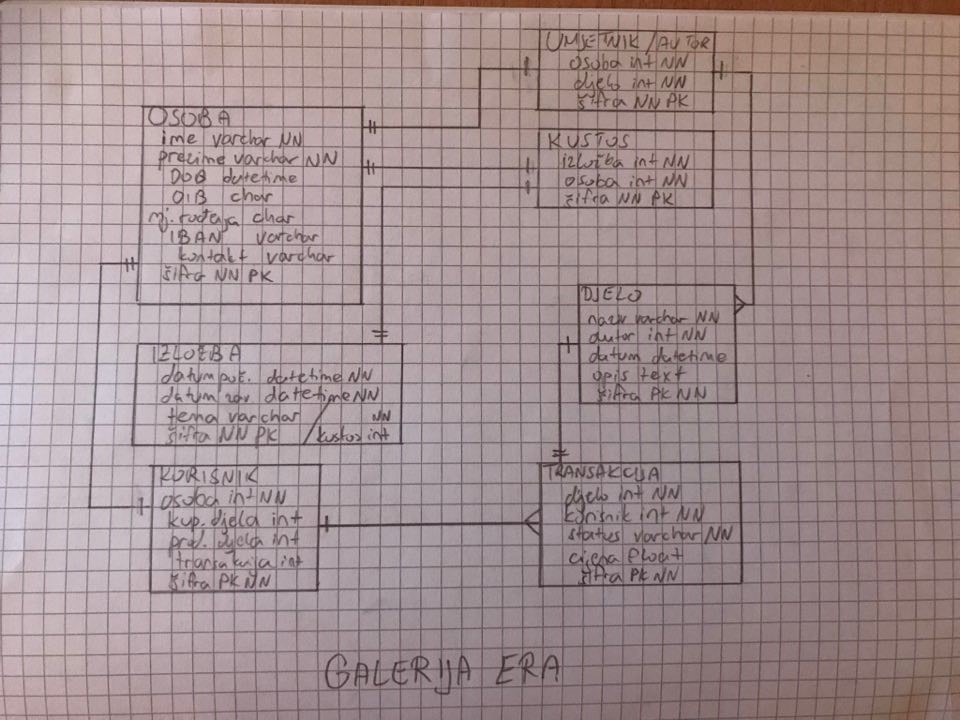 UMJETNIK/AUTOR
osoba int NN
djelo int NN
šifra NN PK
OSOBA
ime varchar NN
prezime varchar NN
DOB datetime
OIB char
mj. rođenja char
IBAN varchar
kontakt varchar
šifra NN PK
KUSTOS
izložba int NN
osoba int NN
šifra NN PK
DJELO
naziv varchar NN
autor int NN
datum datetime
opis text
šifra PK NN
IZLOŽBA
datum poč. datetime NN
datum zav. datetime NN
tema varchar
šifra NN PK / kustos int NN
KORISNIK
osoba int NN
kup. djela int
prod. djela int
transakcija int
šifra PK NN
TRANSAKCIJA
djelo int NN
korisnik int NN
status varchar NN
cijena float
šifra PK NN
GALERIJA ERA